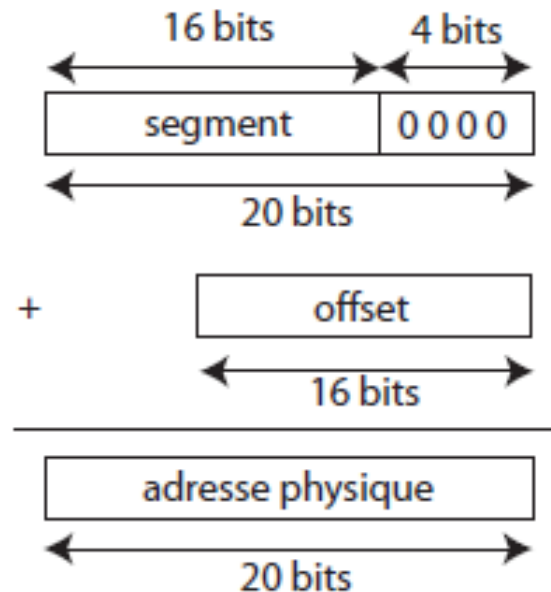 16 bits 4 bits
segment 0 0 0 0
20 bits
+ offset
16 bits
adresse physique
20 bits